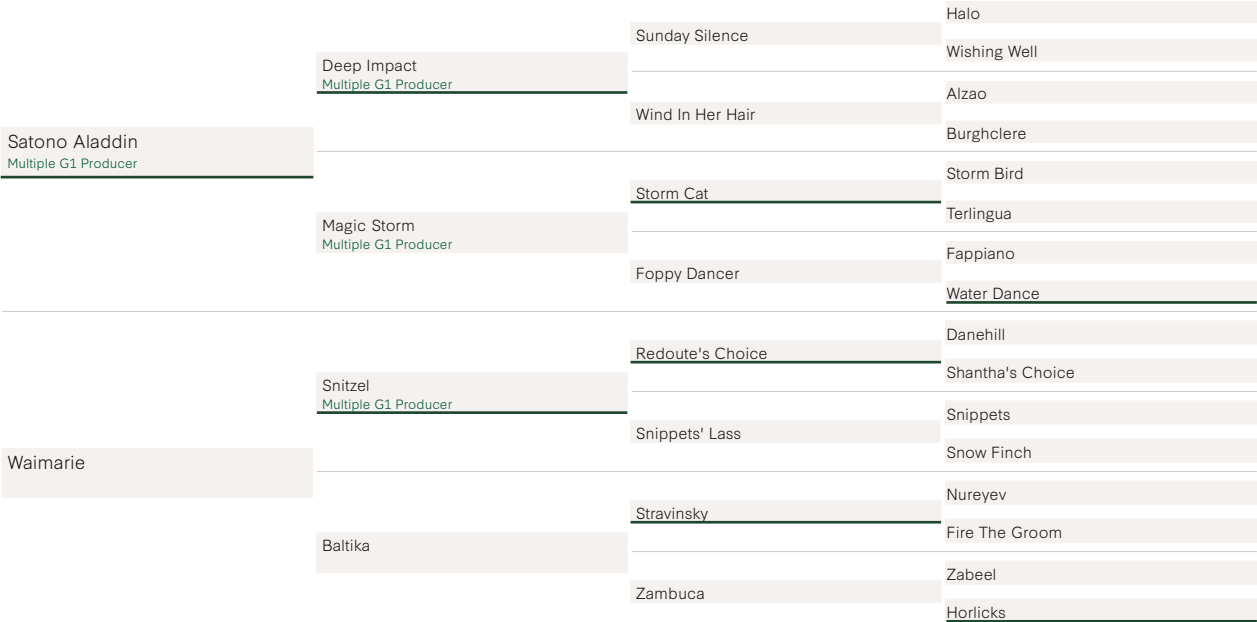 Satono Aladdin
Multiple G1 Producer
Deep Impact
Multiple G1 Producer
Sunday Silence
Halo
Wishing Well
Wind In Her Hair
Alzao
Burghclere
Magic Storm
Multiple G1 Producer
Storm Cat
Storm Bird
Terlingua
Foppy Dancer
Fappiano
Water Dance
Waimarie
Snitzel
Multiple G1 Producer
Redoute's Choice
Danehill
Shantha's Choice
Snippets' Lass
Snippets
Snow Finch
Baltika
Stravinsky
Nureyev
Fire The Groom
Zambuca
Zabeel
Horlicks